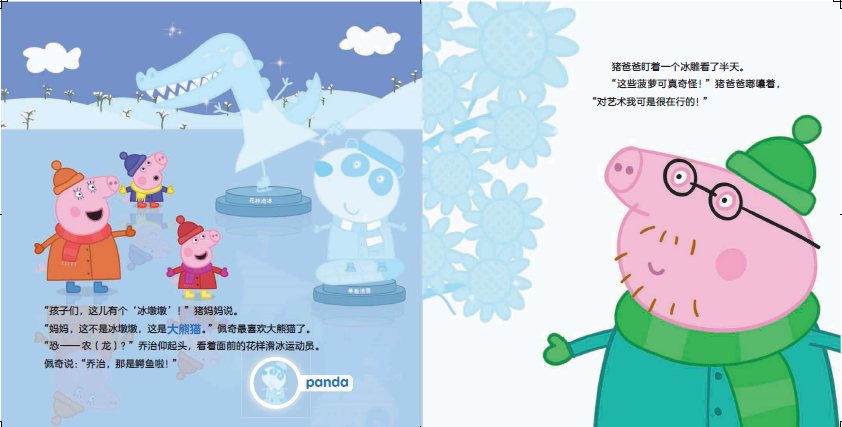 花样滑冰
单板滑雪
“孩子们，这儿有个‘冰墩墩’！”猪妈妈说。
“妈妈，这不是冰墩墩，这是大熊猫。”佩奇最喜欢大熊猫了。
“恐——农（龙）？”乔治仰起头，看着面前的花样滑冰运动员。
佩奇说：“乔治，那是鳄鱼啦！”
panda
猪爸爸盯着一个冰雕看了半天。
“这些菠萝可真奇怪！”猪爸爸嘟囔着，
“对艺术我可是很在行的！”